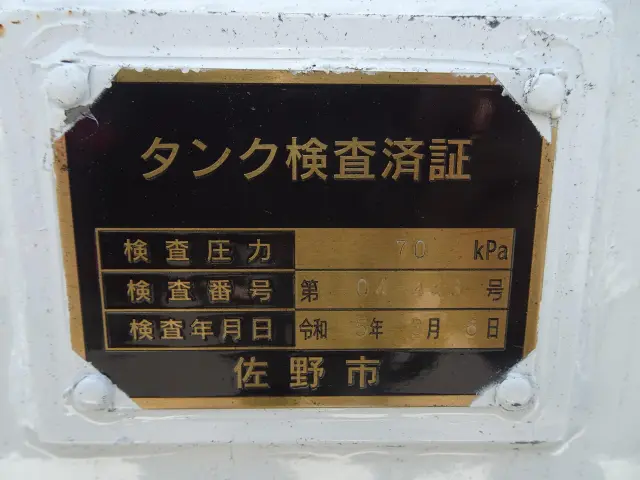 タンク検査済証
検査圧力 70 kPa
検査番号 第 号
検査年月日 令和 年 月 日
佐野市